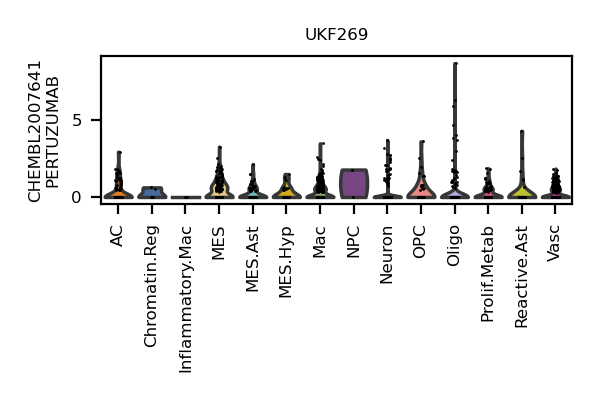 UKF269
CHEMBL2007641
PERTUZUMAB
5
0
AC
Chromatin.Reg
Inflammatory.Mac
MES
MES.Ast
MES.Hyp
Mac
NPC
Neuron
OPC
Oligo
Prolif.Metab
Reactive.Ast
Vasc